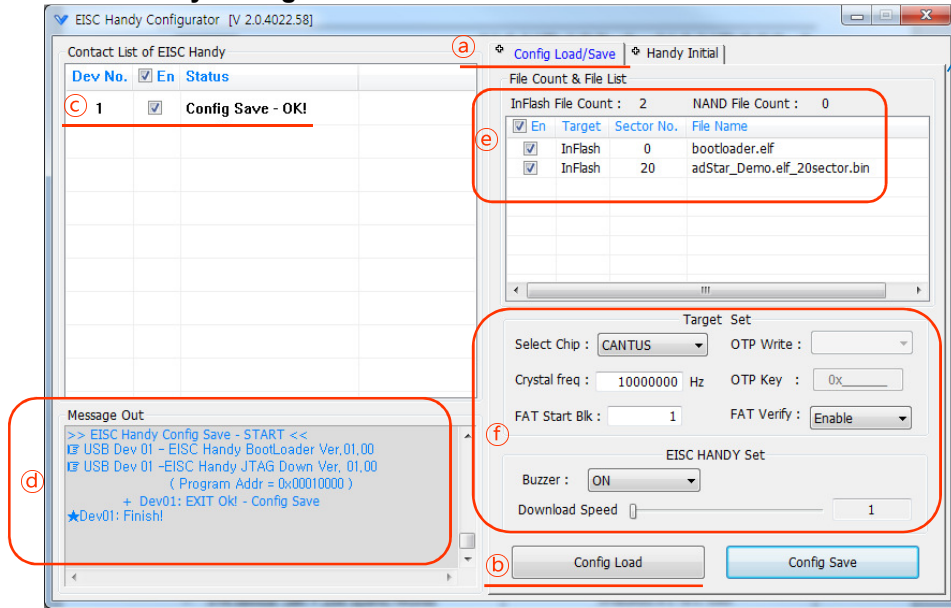 EISC Handy Configurator [V 2.0.4022.58]
Contact List of EISC Handy
Dev No. En Status
ⓒ 1 Config Save - OK!
ⓓ
Message Out
>> EISC Handy Config Save - START <<
☞ USB Dev 01 - EISC Handy BootLoader Ver,01,00
☞ USB Dev 01 -EISC Handy JTAG Down Ver, 01,00
( Program Addr = 0x00010000 )
+ Dev01: EXIT Ok! - Config Save
★Dev01: Finish!
ⓐ Config Load/Save Handy Initial
File Count & File List
ⓔ
InFlash File Count : 2 NAND File Count : 0
En Target Sector No. File Name
InFlash 0 bootloader.elf
InFlash 20 adStar_Demo.elf_20sector.bin
ⓕ
Target Set
Select Chip : CANTUS OTP Write :
Crystal freq : 10000000 Hz OTP Key : 0x______
FAT Start Blk : 1 FAT Verify : Enable
EISC HANDY Set
Buzzer : ON
Download Speed 1
ⓑ Config Load Config Save